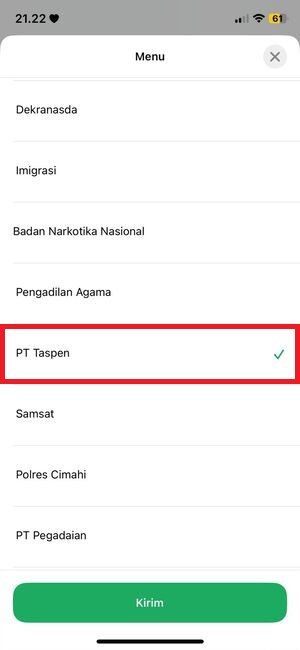 21.22
61
Menu
Dekranasda
Imigrasi
Badan Narkotika Nasional
Pengadilan Agama
PT Taspen
Samsat
Polres Cimahi
PT Pegadaian
Kirim